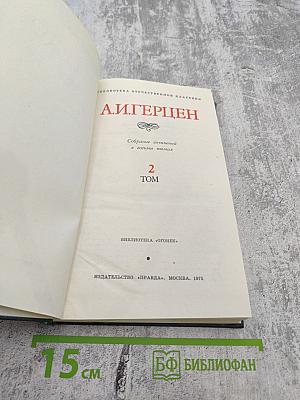 БИБЛИОТЕКА ОТЕЧЕСТВЕННОЙ КЛАССИКИ
А.И.ГЕРЦЕН
Собрание сочинений
в восьми томах
2
ТОМ
БИБЛИОТЕКА «ОГОНЕК»
ИЗДАТЕЛЬСТВО «ПРАВДА». МОСКВА. 1975
15 см
БФ БИБЛИОФАН